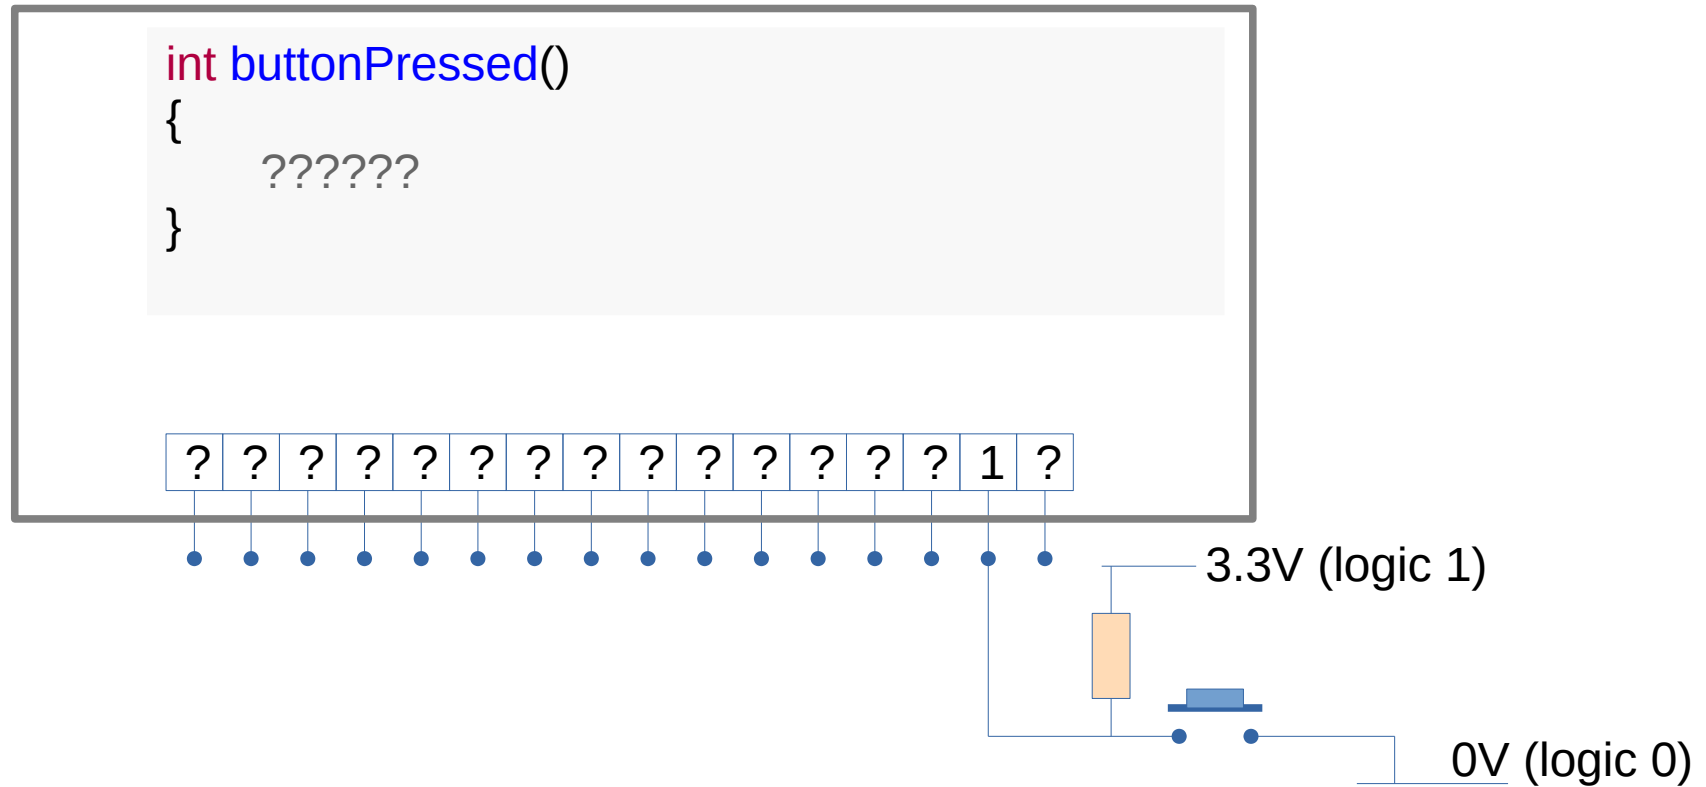 int buttonPressed()
{
??????
}
? ? ? ? ? ? ? ? ? ? ? ? ? ? 1 ?
3.3V (logic 1)
0V (logic 0)